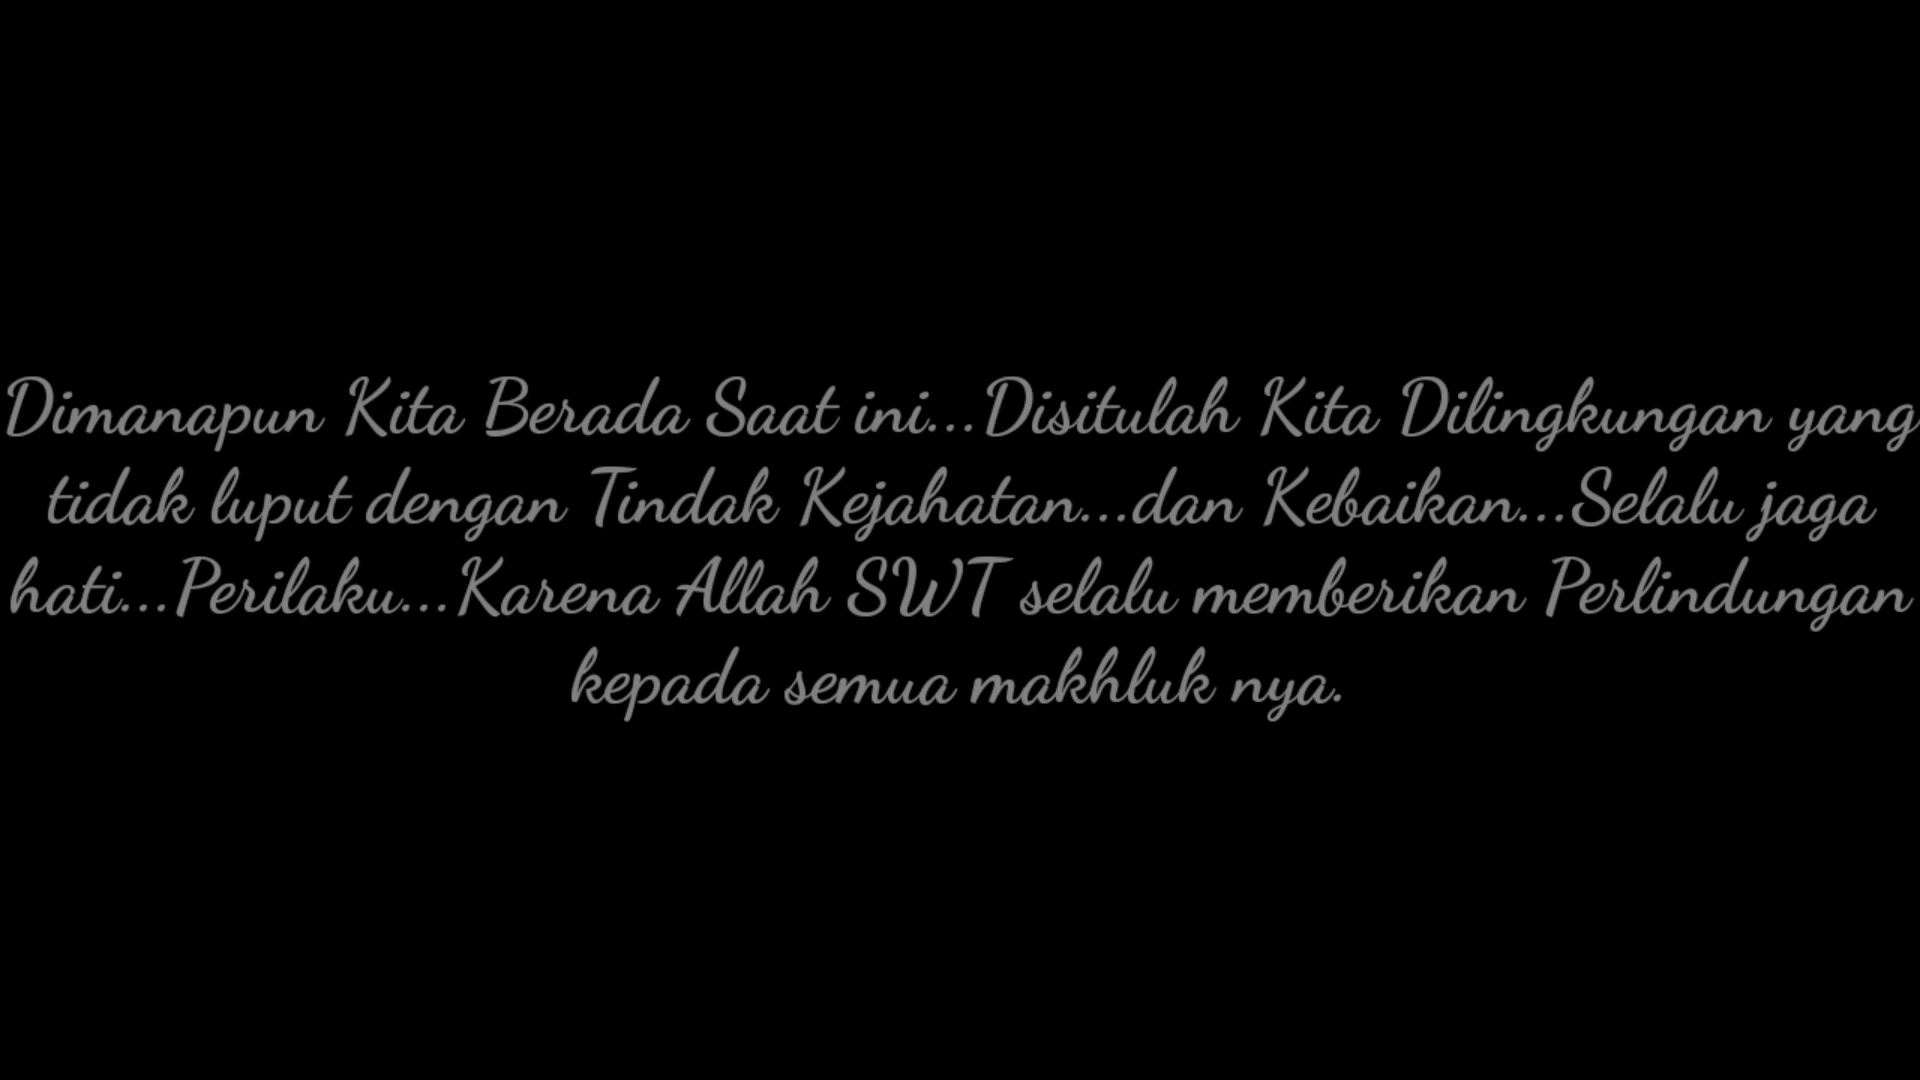 Dimanapun Kita Berada Saat ini...Disitulah Kita Dilingkungan yang
tidak luput dengan Tindak Kejahatan...dan Kebaikan...Selalu jaga
hati...Perilaku...Karena Allah SWT selalu memberikan Perlindungan
kepada semua makhluk nya.